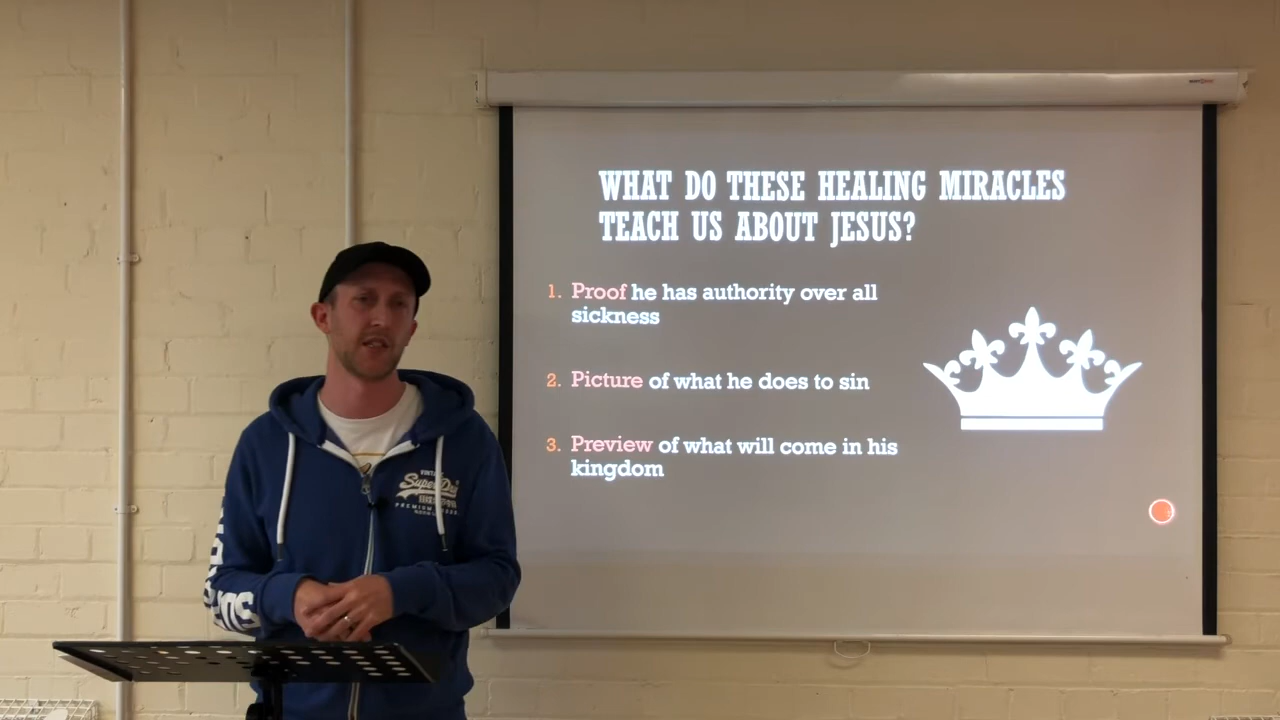 WHAT DO THESE HEALING MIRACLES
TEACH US ABOUT JESUS?
1. Proof he has authority over all
sickness
2. Picture of what he does to sin
3. Preview of what will come in his
kingdom
Superdry